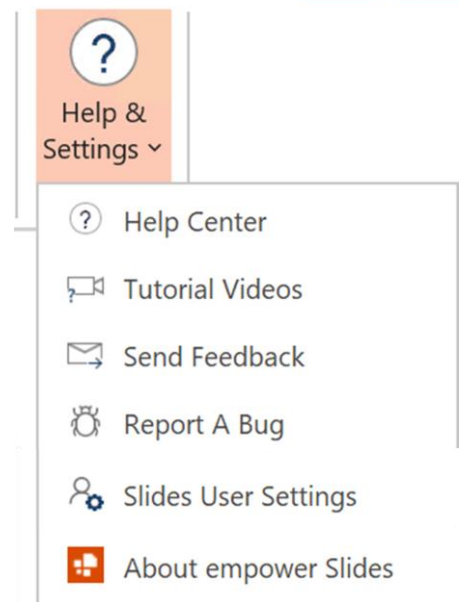 Help &
Settings
Help Center
Tutorial Videos
Send Feedback
Report A Bug
Slides User Settings
About empower Slides